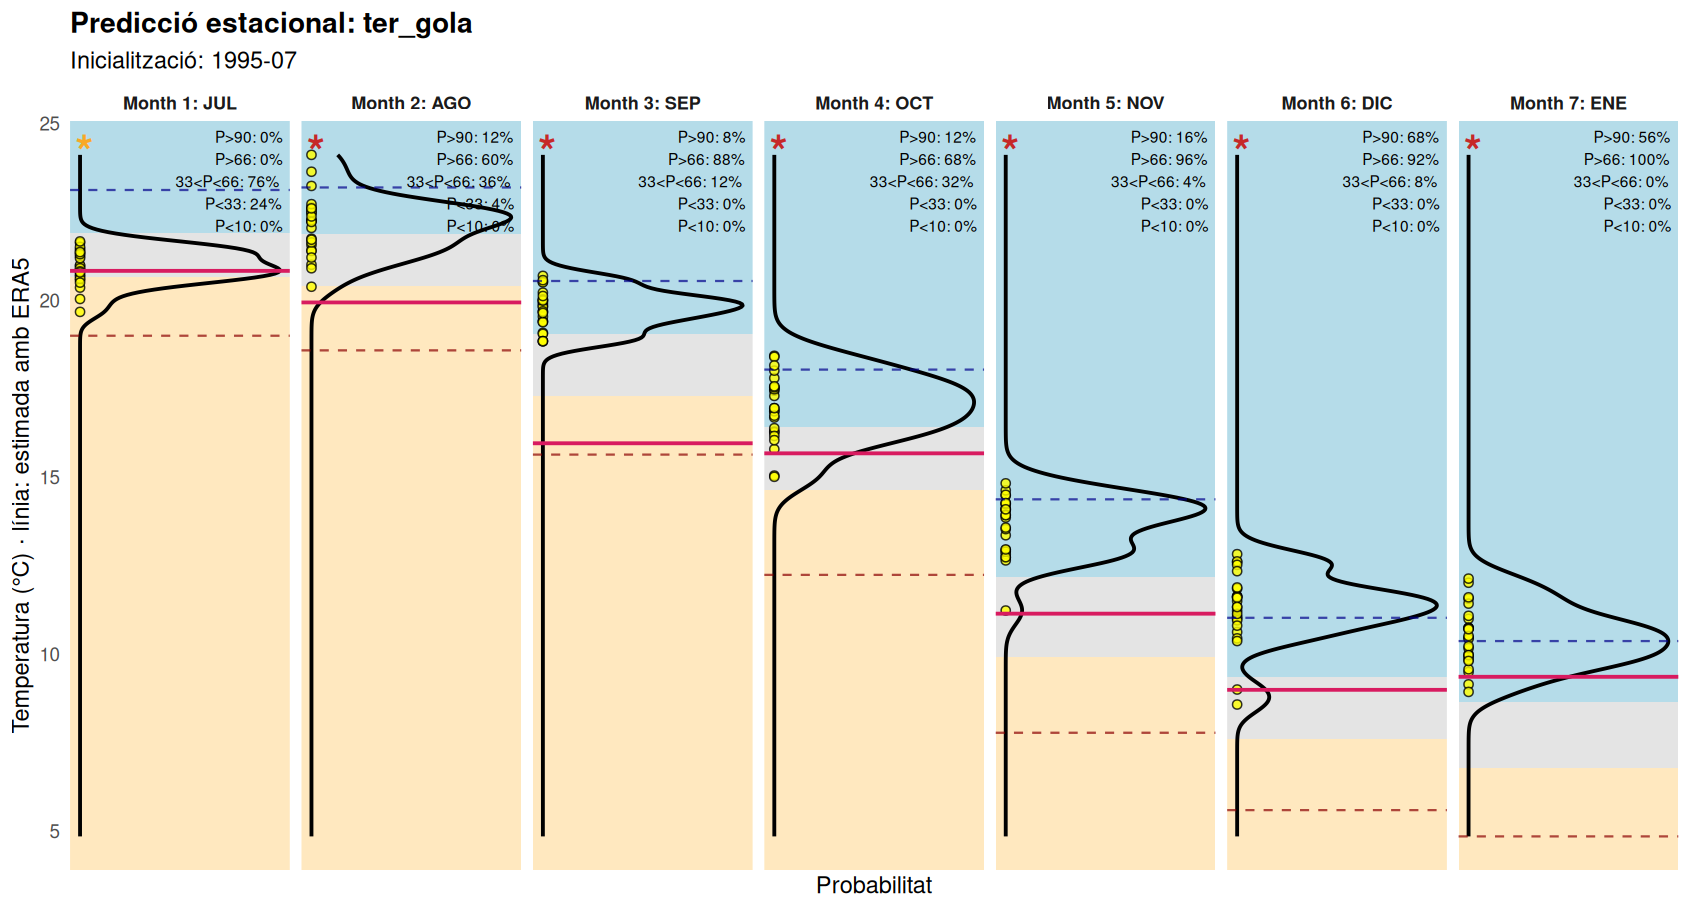 Predicció estacional: ter_gola
Inicialització: 1995-07
Month 1: JUL
Month 2: AGO
Month 3: SEP
Month 4: OCT
Month 5: NOV
Month 6: DIC
Month 7: ENE
Temperatura (°C) · línia: estimada amb ERA5
25
20
15
10
5
*
P>90: 0%
P>66: 0%
33<P<66: 76%
P<33: 24%
P<10: 0%
*
P>90: 12%
P>66: 60%
33<P<66: 36%
P<33: 4%
P<10: 0%
*
P>90: 8%
P>66: 88%
33<P<66: 12%
P<33: 0%
P<10: 0%
*
P>90: 12%
P>66: 68%
33<P<66: 32%
P<33: 0%
P<10: 0%
*
P>90: 16%
P>66: 96%
33<P<66: 4%
P<33: 0%
P<10: 0%
*
P>90: 68%
P>66: 92%
33<P<66: 8%
P<33: 0%
P<10: 0%
*
P>90: 56%
P>66: 100%
33<P<66: 0%
P<33: 0%
P<10: 0%
Probabilitat